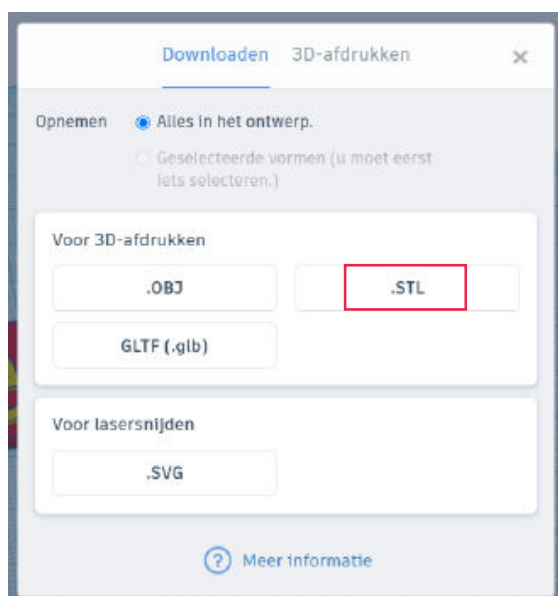 Downloaden 3D-afdrukken ×
Opnemen Alles in het ontwerp.
Geselecteerde vormen (u moet eerst
iets selecteren.)
Voor 3D-afdrukken
.OBJ .STL
GLTF (.glb)
Voor lasersnijden
.SVG
? Meer informatie